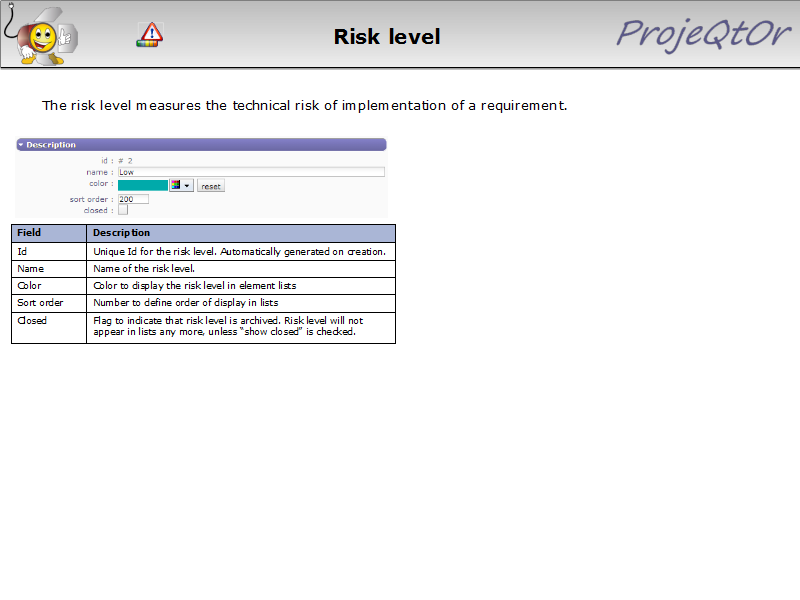 Risk level
ProjeQtOr
The risk level measures the technical risk of implementation of a requirement.
Description
id : # 2
name : Low
color : reset
sort order : 200
closed :
Field Description
Id Unique Id for the risk level. Automatically generated on creation.
Name Name of the risk level.
Color Color to display the risk level in element lists
Sort order Number to define order of display in lists
Closed Flag to indicate that risk level is archived. Risk level will not
appear in lists any more, unless “show closed” is checked.